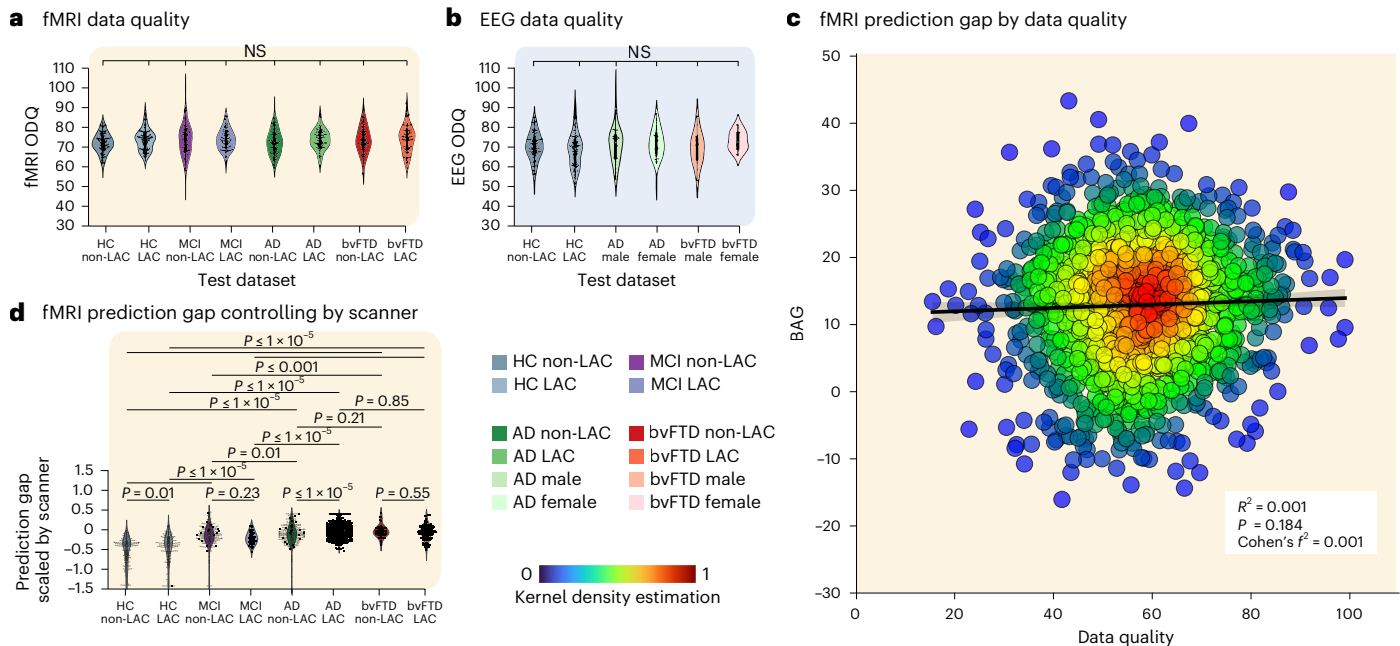 a fMRI data quality
NS
110
100
90
80
70
60
50
40
30
fMRI ODQ
HC non-LAC
HC LAC
MCI non-LAC
MCI LAC
AD non-LAC
AD LAC
bvFTD non-LAC
bvFTD LAC
Test dataset
b EEG data quality
NS
110
100
90
80
70
60
50
40
30
EEG ODQ
HC non-LAC
HC LAC
AD male
AD female
bvFTD male
bvFTD female
Test dataset
c fMRI prediction gap by data quality
50
40
30
20
10
0
–10
–20
–30
BAG
0
20
40
60
80
100
Data quality
R² = 0.001
P = 0.184
Cohen's f² = 0.001
d fMRI prediction gap controlling by scanner
P ≤ 1 × 10⁻⁵
P ≤ 0.001
P ≤ 1 × 10⁻⁵
P ≤ 1 × 10⁻⁵
P = 0.85
P = 0.21
P ≤ 1 × 10⁻⁵
P = 0.01
P ≤ 1 × 10⁻⁵
P = 0.01
P = 0.23
P ≤ 1 × 10⁻⁵
P = 0.55
1.5
1.0
0.5
0
–0.5
–1.0
–1.5
Prediction gap
scaled by scanner
HC non-LAC
HC LAC
MCI non-LAC
MCI LAC
AD non-LAC
AD LAC
bvFTD non-LAC
bvFTD LAC
HC non-LAC
HC LAC
MCI non-LAC
MCI LAC
AD non-LAC
AD LAC
AD male
AD female
bvFTD non-LAC
bvFTD LAC
bvFTD male
bvFTD female
0
1
Kernel density estimation